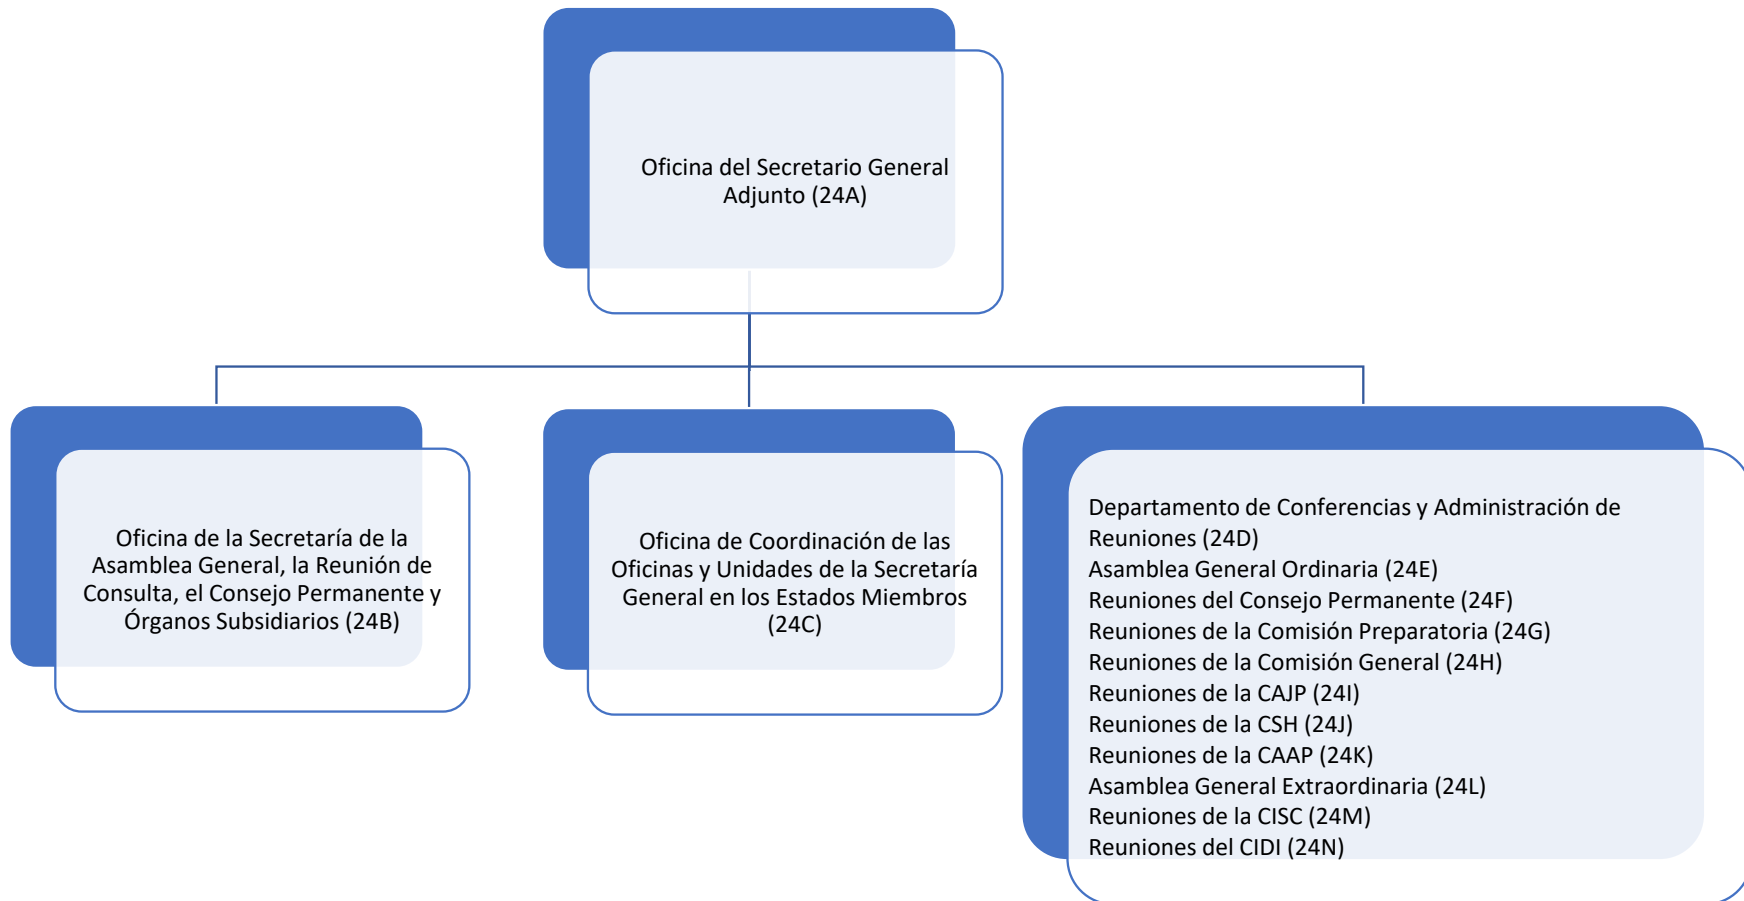 Oficina del Secretario General
Adjunto (24A)
Oficina de la Secretaría de la
Asamblea General, la Reunión de
Consulta, el Consejo Permanente y
Órganos Subsidiarios (24B)
Oficina de Coordinación de las
Oficinas y Unidades de la Secretaría
General en los Estados Miembros
(24C)
Departamento de Conferencias y Administración de
Reuniones (24D)
Asamblea General Ordinaria (24E)
Reuniones del Consejo Permanente (24F)
Reuniones de la Comisión Preparatoria (24G)
Reuniones de la Comisión General (24H)
Reuniones de la CAJP (24I)
Reuniones de la CSH (24J)
Reuniones de la CAAP (24K)
Asamblea General Extraordinaria (24L)
Reuniones de la CISC (24M)
Reuniones del CIDI (24N)